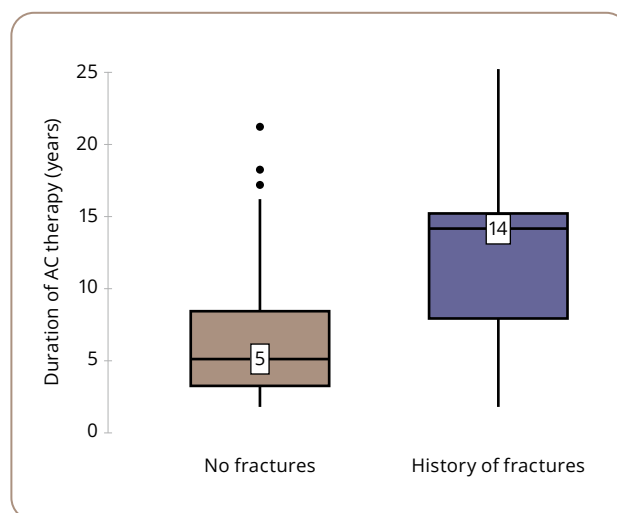 Duration of AC therapy (years)
25
20
15
10
5
0
5
14
No fractures
History of fractures